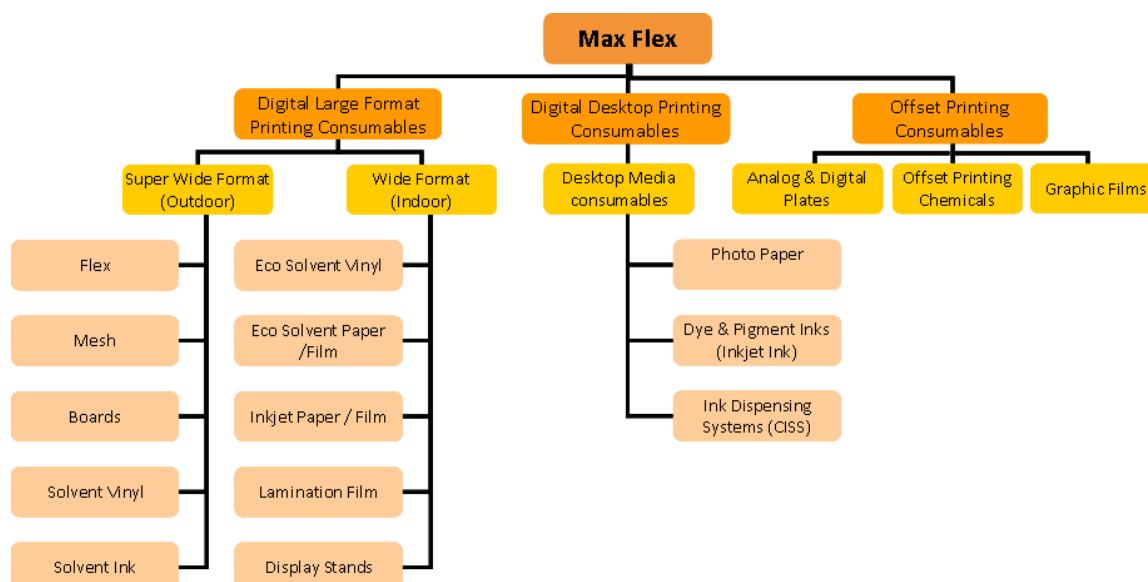 Max Flex
Digital Large Format
Printing Consumables
Digital Desktop Printing
Consumables
Offset Printing
Consumables
Super Wide Format
(Outdoor)
Wide Format
(Indoor)
Desktop Media
consumables
Analog & Digital
Plates
Offset Printing
Chemicals
Graphic Films
Flex
Mesh
Boards
Solvent Vinyl
Solvent Ink
Eco Solvent Vinyl
Eco Solvent Paper
/Film
Inkjet Paper / Film
Lamination Film
Display Stands
Photo Paper
Dye & Pigment Inks
(Inkjet Ink)
Ink Dispensing
Systems (CISS)